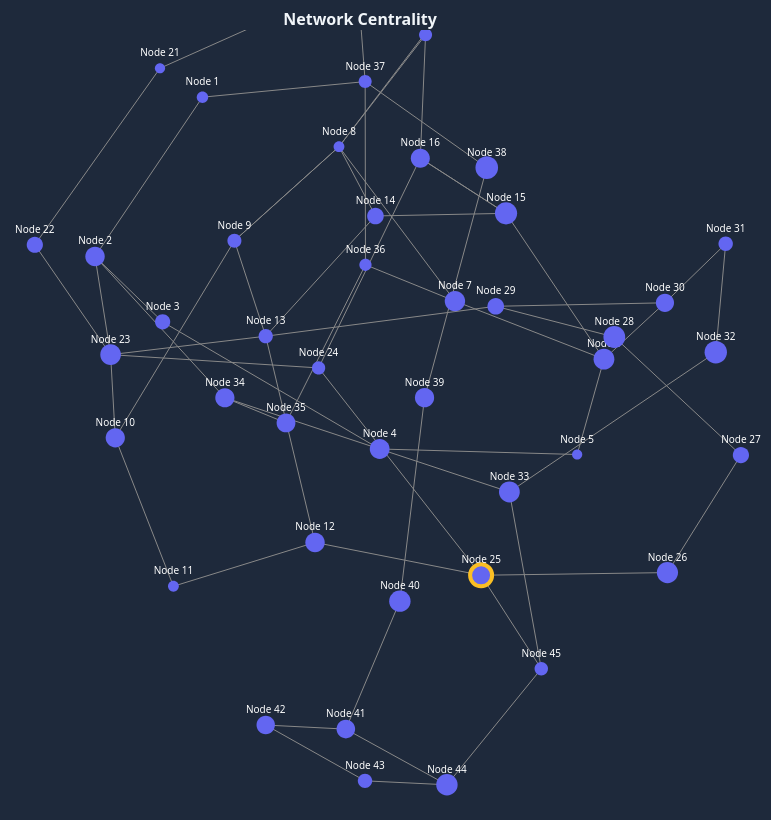 Network Centrality
Node 21
Node 37
Node 1
Node 8
Node 16
Node 38
Node 14
Node 15
Node 9
Node 22
Node 2
Node 31
Node 36
Node 7
Node 29
Node 30
Node 3
Node 13
Node 28
Node 23
Node 32
Node 24
Node 34
Node 39
Node 35
Node 10
Node 4
Node 5
Node 27
Node 33
Node 12
Node 25
Node 26
Node 11
Node 40
Node 45
Node 42
Node 41
Node 43
Node 44